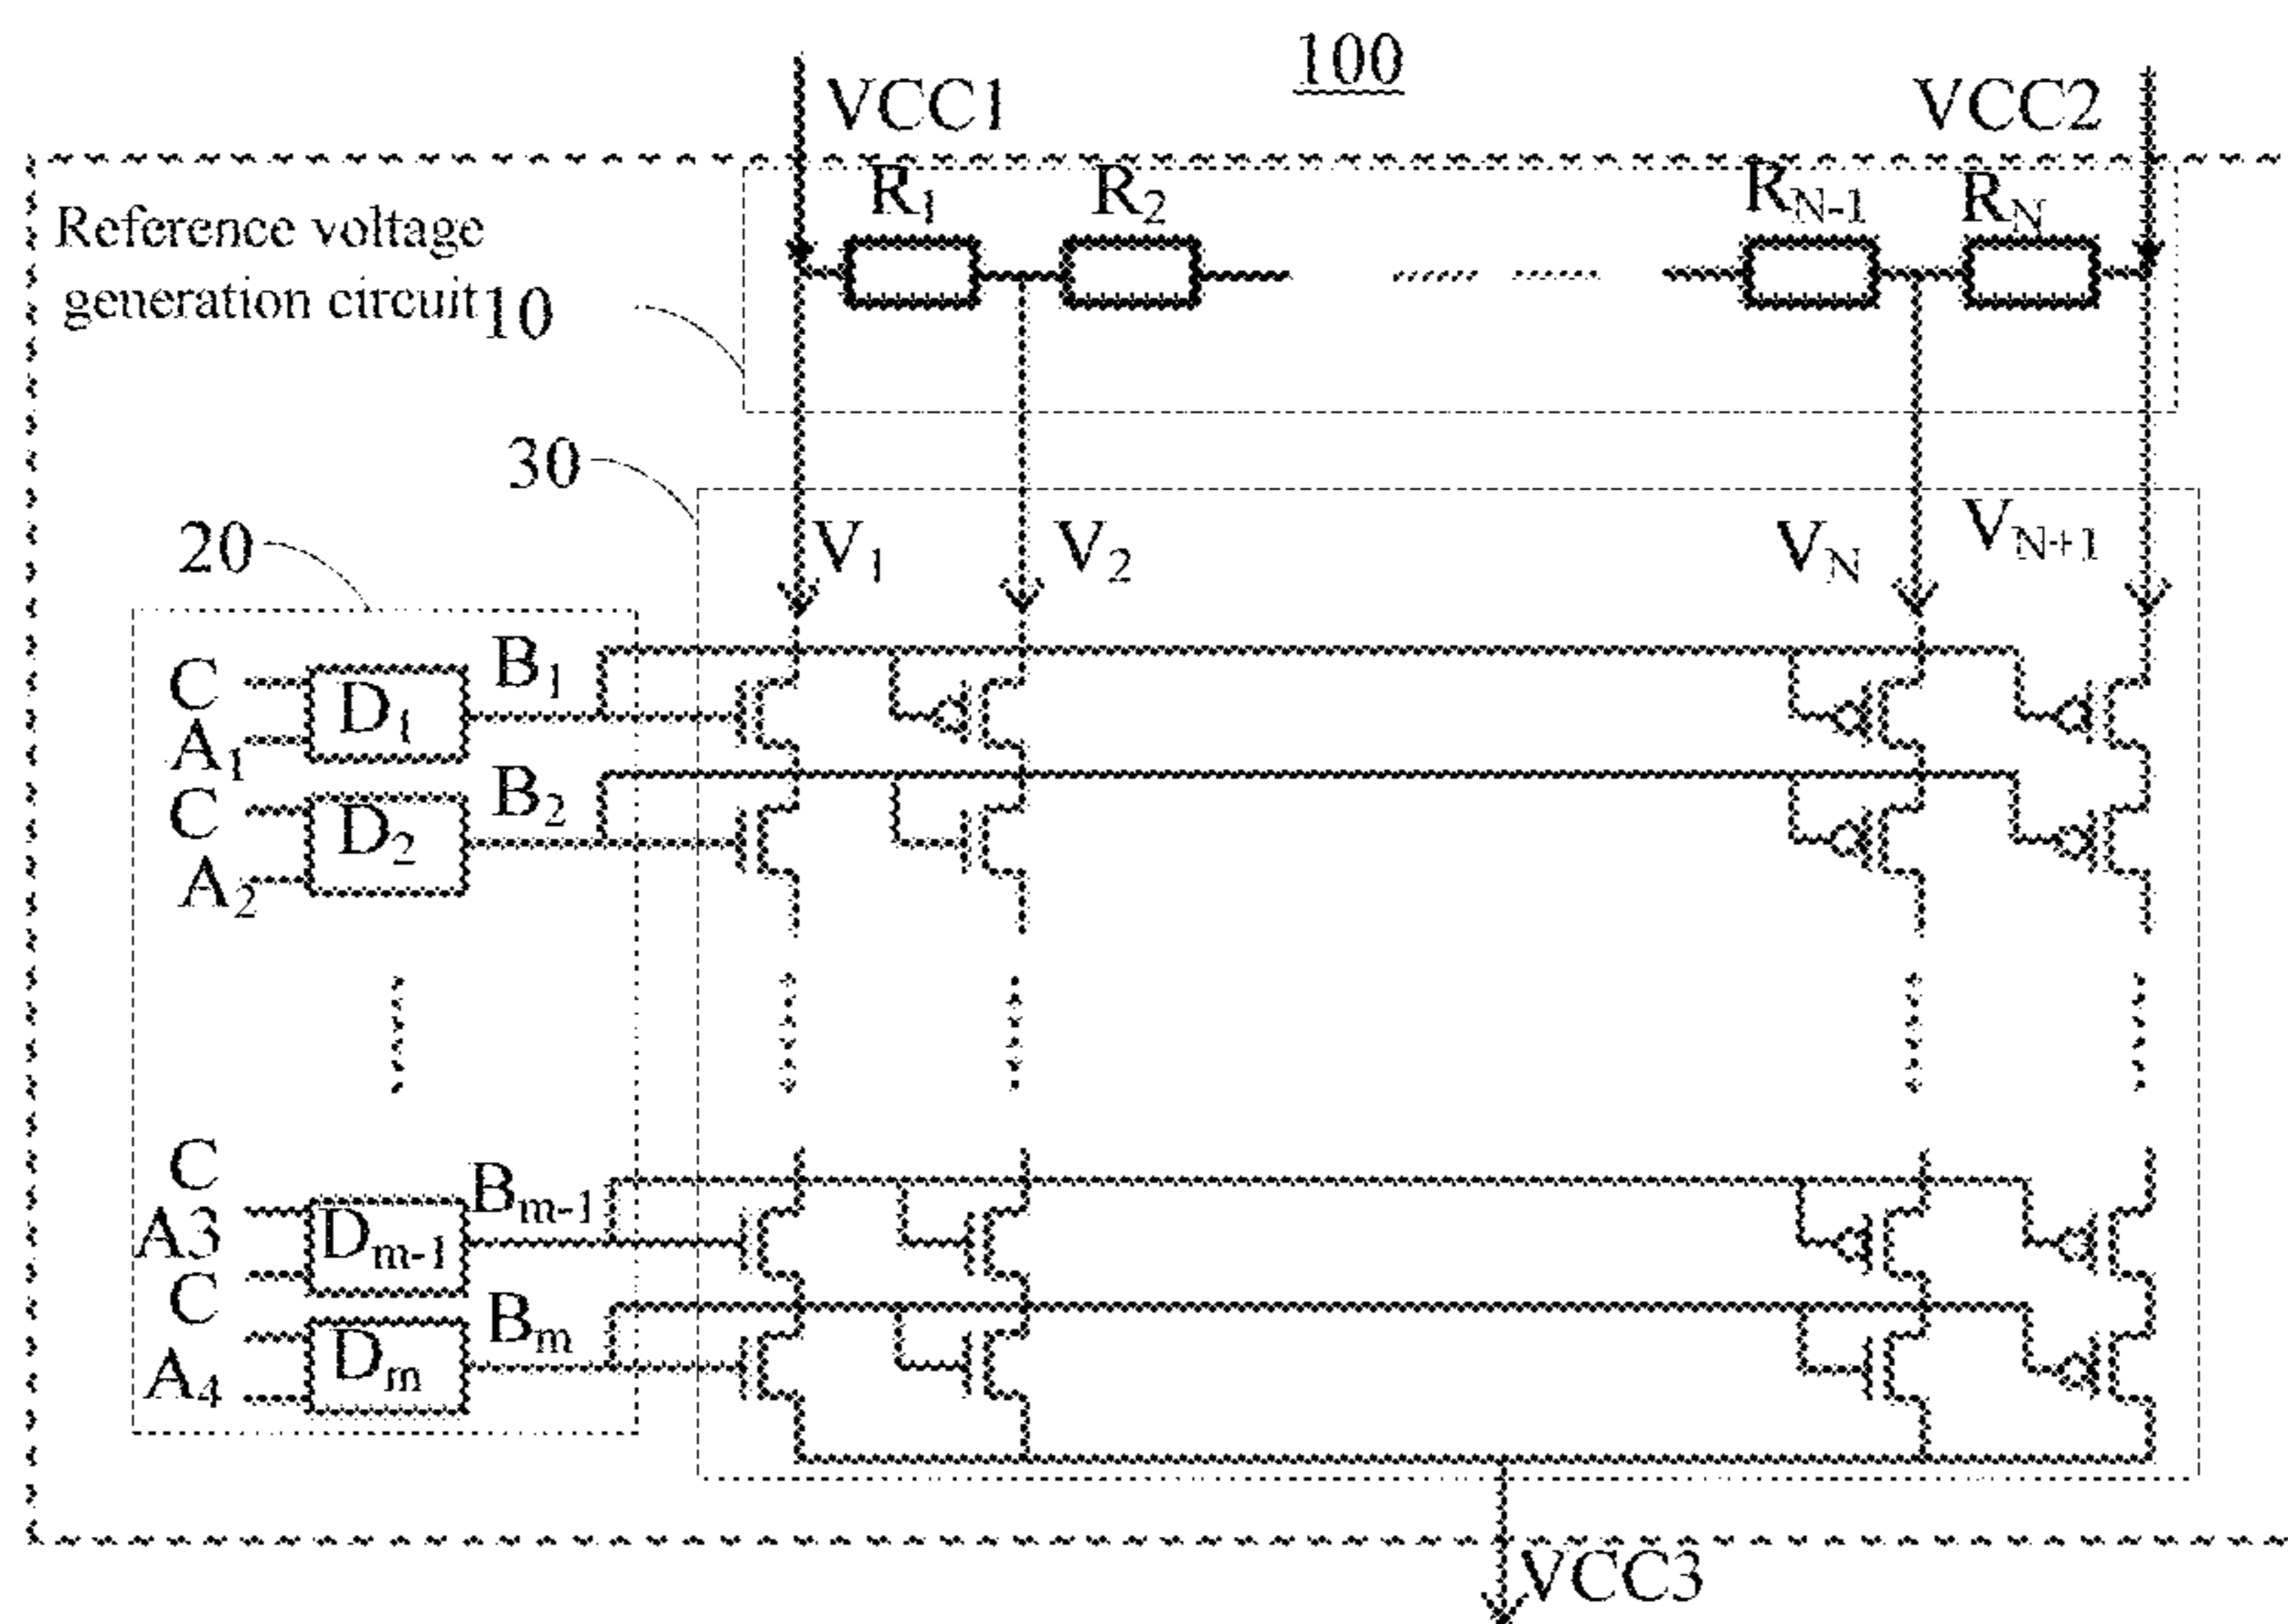 100
VCC1
VCC2
R1
R2
RN-1
RN
Reference voltage
generation circuit 10
30
20
V1
V2
VN
VN+1
C
D1
B1
A1
C
D2
B2
A2
C
A3
Dm-1
Bm-1
C
Dm
Bm
A4
VCC3